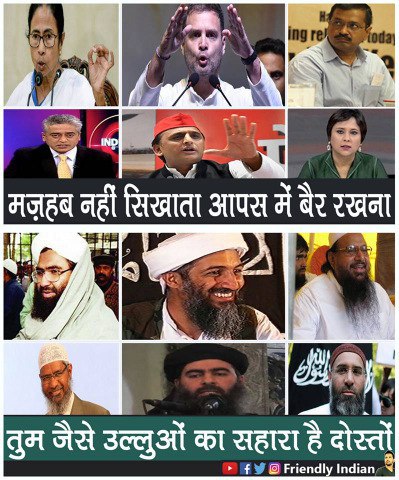 मज़हब नहीं सिखाता आपस में बैर रखना
तुम जैसे उल्लुओं का सहारा है दोस्तों
Friendly Indian